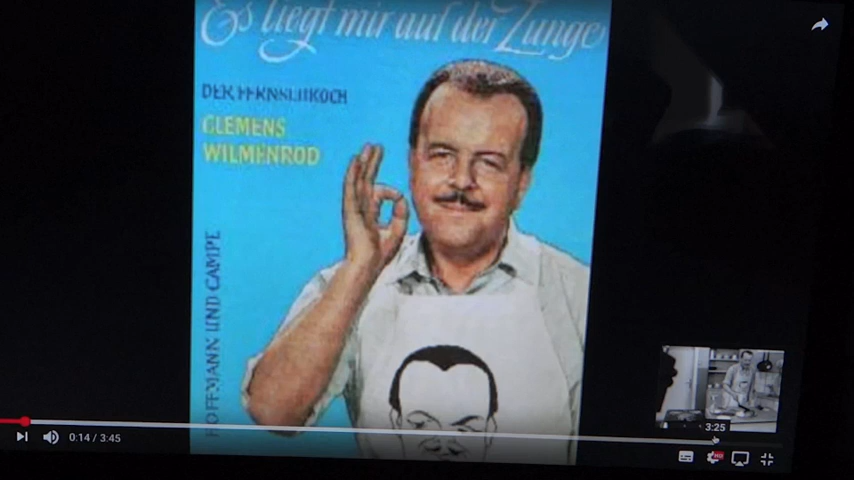 Es liegt mir auf der Zunge
DER FERNSEHKOCH
CLEMENS
WILMENROD
HOFFMANN UND CAMPE
3:25
0:14 / 3:45
HD